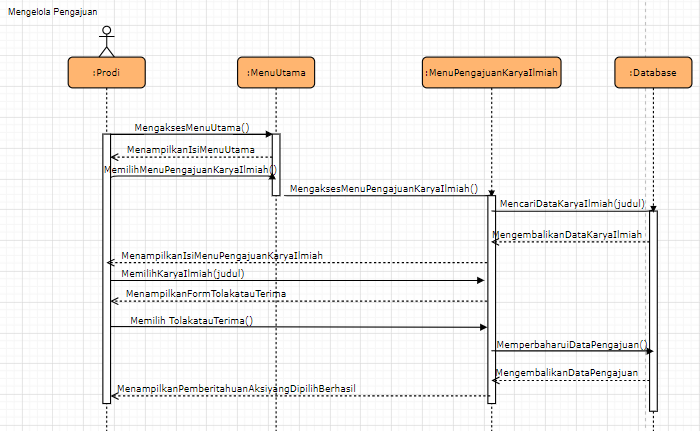 Mengelola Pengajuan
:Prodi
:MenuUtama
:MenuPengajuanKaryaIlmiah
:Database
MengaksesMenuUtama()
MenampilkanIsiMenuUtama
MemilihMenuPengajuanKaryaIlmiah()
MengaksesMenuPengajuanKaryaIlmiah()
MencariDataKaryaIlmiah(judul)
MengembalikanDataKaryaIlmiah
MenampilkanIsiMenuPengajuanKaryaIlmiah
MemilihKaryaIlmiah(judul)
MenampilkanFormTolakatauTerima
Memilih TolakatauTerima()
MemperbaharuiDataPengajuan()
MengembalikanDataPengajuan
MenampilkanPemberitahuanAksiyangDipilihBerhasil